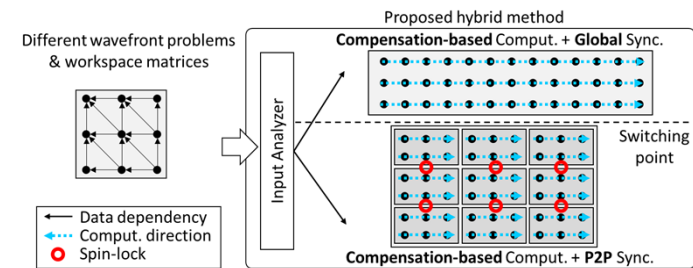 Proposed hybrid method
Different wavefront problems
& workspace matrices
Compensation-based Comput. + Global Sync.
Input Analyzer
Switching
point
Data dependency
Comput. direction
Spin-lock
Compensation-based Comput. + P2P Sync.